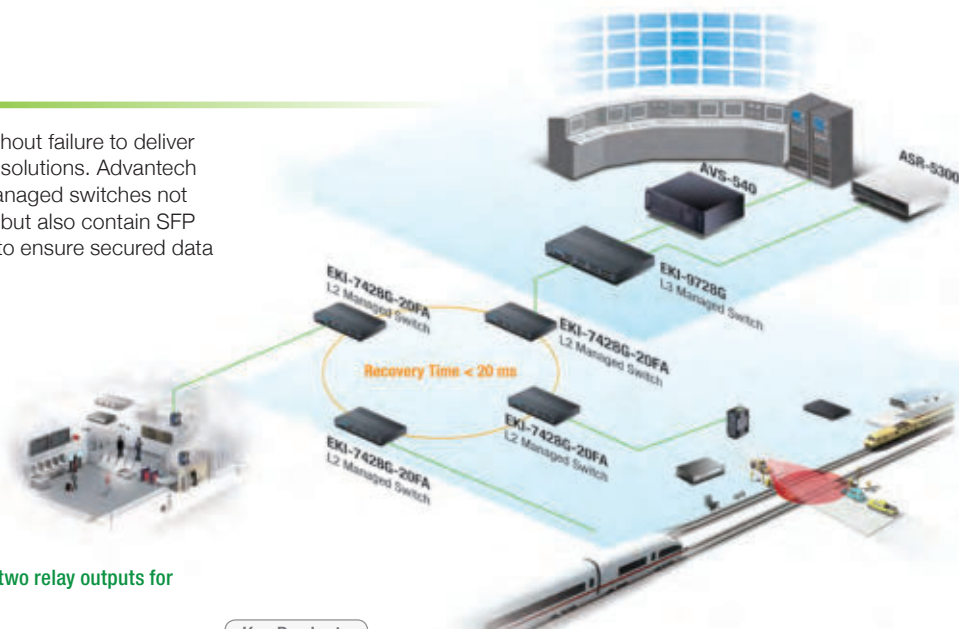 hout failure to deliver
solutions. Advantech
anaged switches not
but also contain SFP
to ensure secured data
AVS-540
ASR-5300
EKI-9728G
L3 Managed Switch
EKI-7428G-20FA
L2 Managed Switch
EKI-7428G-20FA
L2 Managed Switch
Recovery Time < 20 ms
EKI-7428G-20FA
L2 Managed Switch
EKI-7428G-20FA
L2 Managed Switch
two relay outputs for